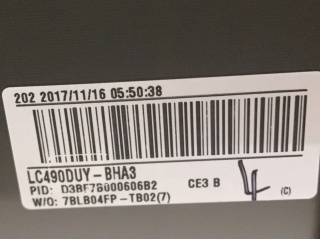 202 2017/11/16 05:50:38
LC490DUY-BHA3
PID: D3BF7B000606B2 CE3 B 4 (C)
W/O: 7BLB04FP-TB02(7)